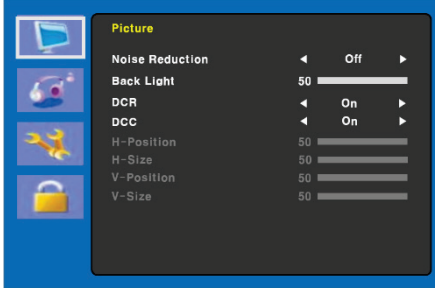 Picture
Noise Reduction ◀ Off ▶
Back Light 50
DCR ◀ On ▶
DCC ◀ On ▶
H-Position 50
H-Size 50
V-Position 50
V-Size 50